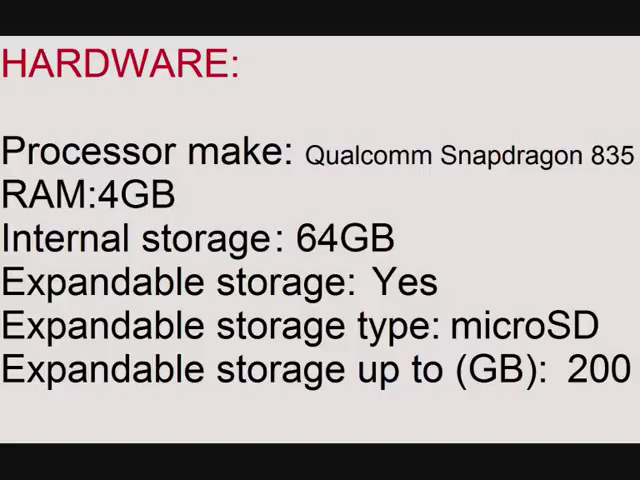 HARDWARE:
Processor make: Qualcomm Snapdragon 835
RAM:4GB
Internal storage: 64GB
Expandable storage: Yes
Expandable storage type: microSD
Expandable storage up to (GB): 200